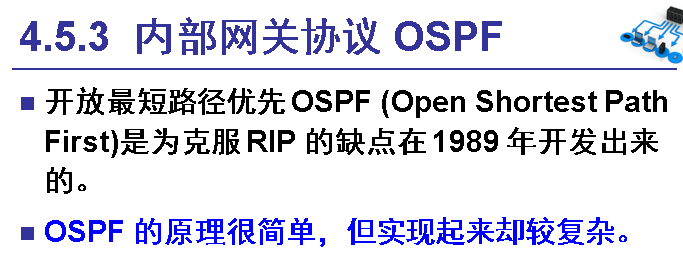 4.5.3 内部网关协议 OSPF
开放最短路径优先 OSPF (Open Shortest Path
First)是为克服 RIP 的缺点在 1989 年开发出来
的。
OSPF 的原理很简单，但实现起来却较复杂。